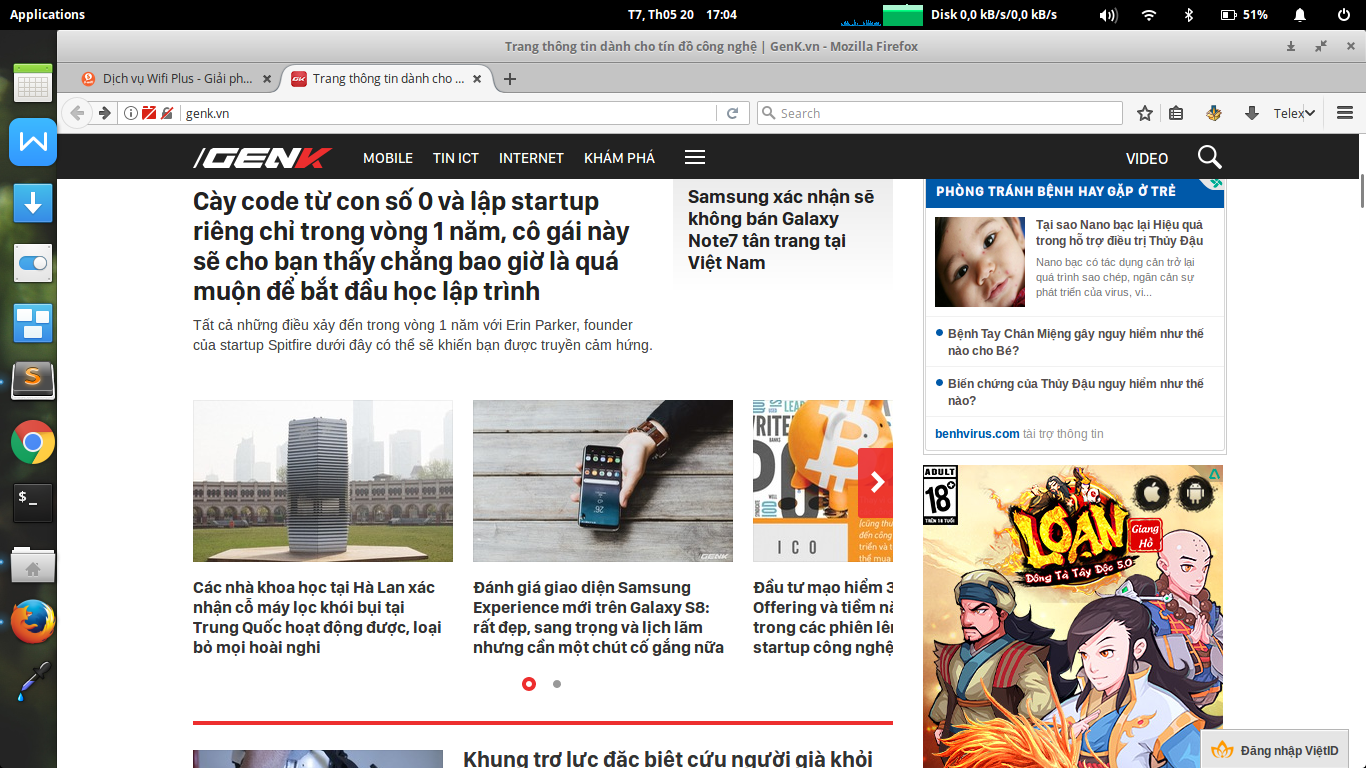 Applications
T7, Th05 20 17:04
Disk 0,0 kB/s/0,0 kB/s
51%
Trang thông tin dành cho tín đồ công nghệ | GenK.vn - Mozilla Firefox
Dịch vụ Wifi Plus - Giải ph...
Trang thông tin dành cho ...
genk.vn
Search
Telex
GENK
MOBILE
TIN ICT
INTERNET
KHÁM PHÁ
VIDEO
Cày code từ con số 0 và lập startup
riêng chỉ trong vòng 1 năm, cô gái này
sẽ cho bạn thấy chẳng bao giờ là quá
muộn để bắt đầu học lập trình
Tất cả những điều xảy đến trong vòng 1 năm với Erin Parker, founder
của startup Spitfire dưới đây có thể sẽ khiến bạn được truyền cảm hứng.
Samsung xác nhận sẽ
không bán Galaxy
Note7 tân trang tại
Việt Nam
PHÒNG TRÁNH BỆNH HAY GẶP Ở TRẺ
Tại sao Nano bạc lại Hiệu quả
trong hỗ trợ điều trị Thủy Đậu
Nano bạc có tác dụng cản trở lại
quá trình sao chép, ngăn cản sự
phát triển của virus, vi...
Bệnh Tay Chân Miệng gây nguy hiểm như thế
nào cho Bé?
Biến chứng của Thủy Đậu nguy hiểm như thế
nào?
benhvirus.com tài trợ thông tin
GENK
ICO
Các nhà khoa học tại Hà Lan xác
nhận cỗ máy lọc khói bụi tại
Trung Quốc hoạt động được, loại
bỏ mọi hoài nghi
Đánh giá giao diện Samsung
Experience mới trên Galaxy S8:
rất đẹp, sang trọng và lịch lãm
nhưng cần một chút cố gắng nữa
Đầu tư mạo hiểm 3
Offering và tiềm nă
trong các phiên lên
startup công nghệ
ADULT
18+
TRÊN 18 TUỔI
LOẠN
Giang
Hồ
Đông Tà Tây Độc 5.0
Khung trợ lực đặc biệt cứu người già khỏi
Đăng nhập ViệtID